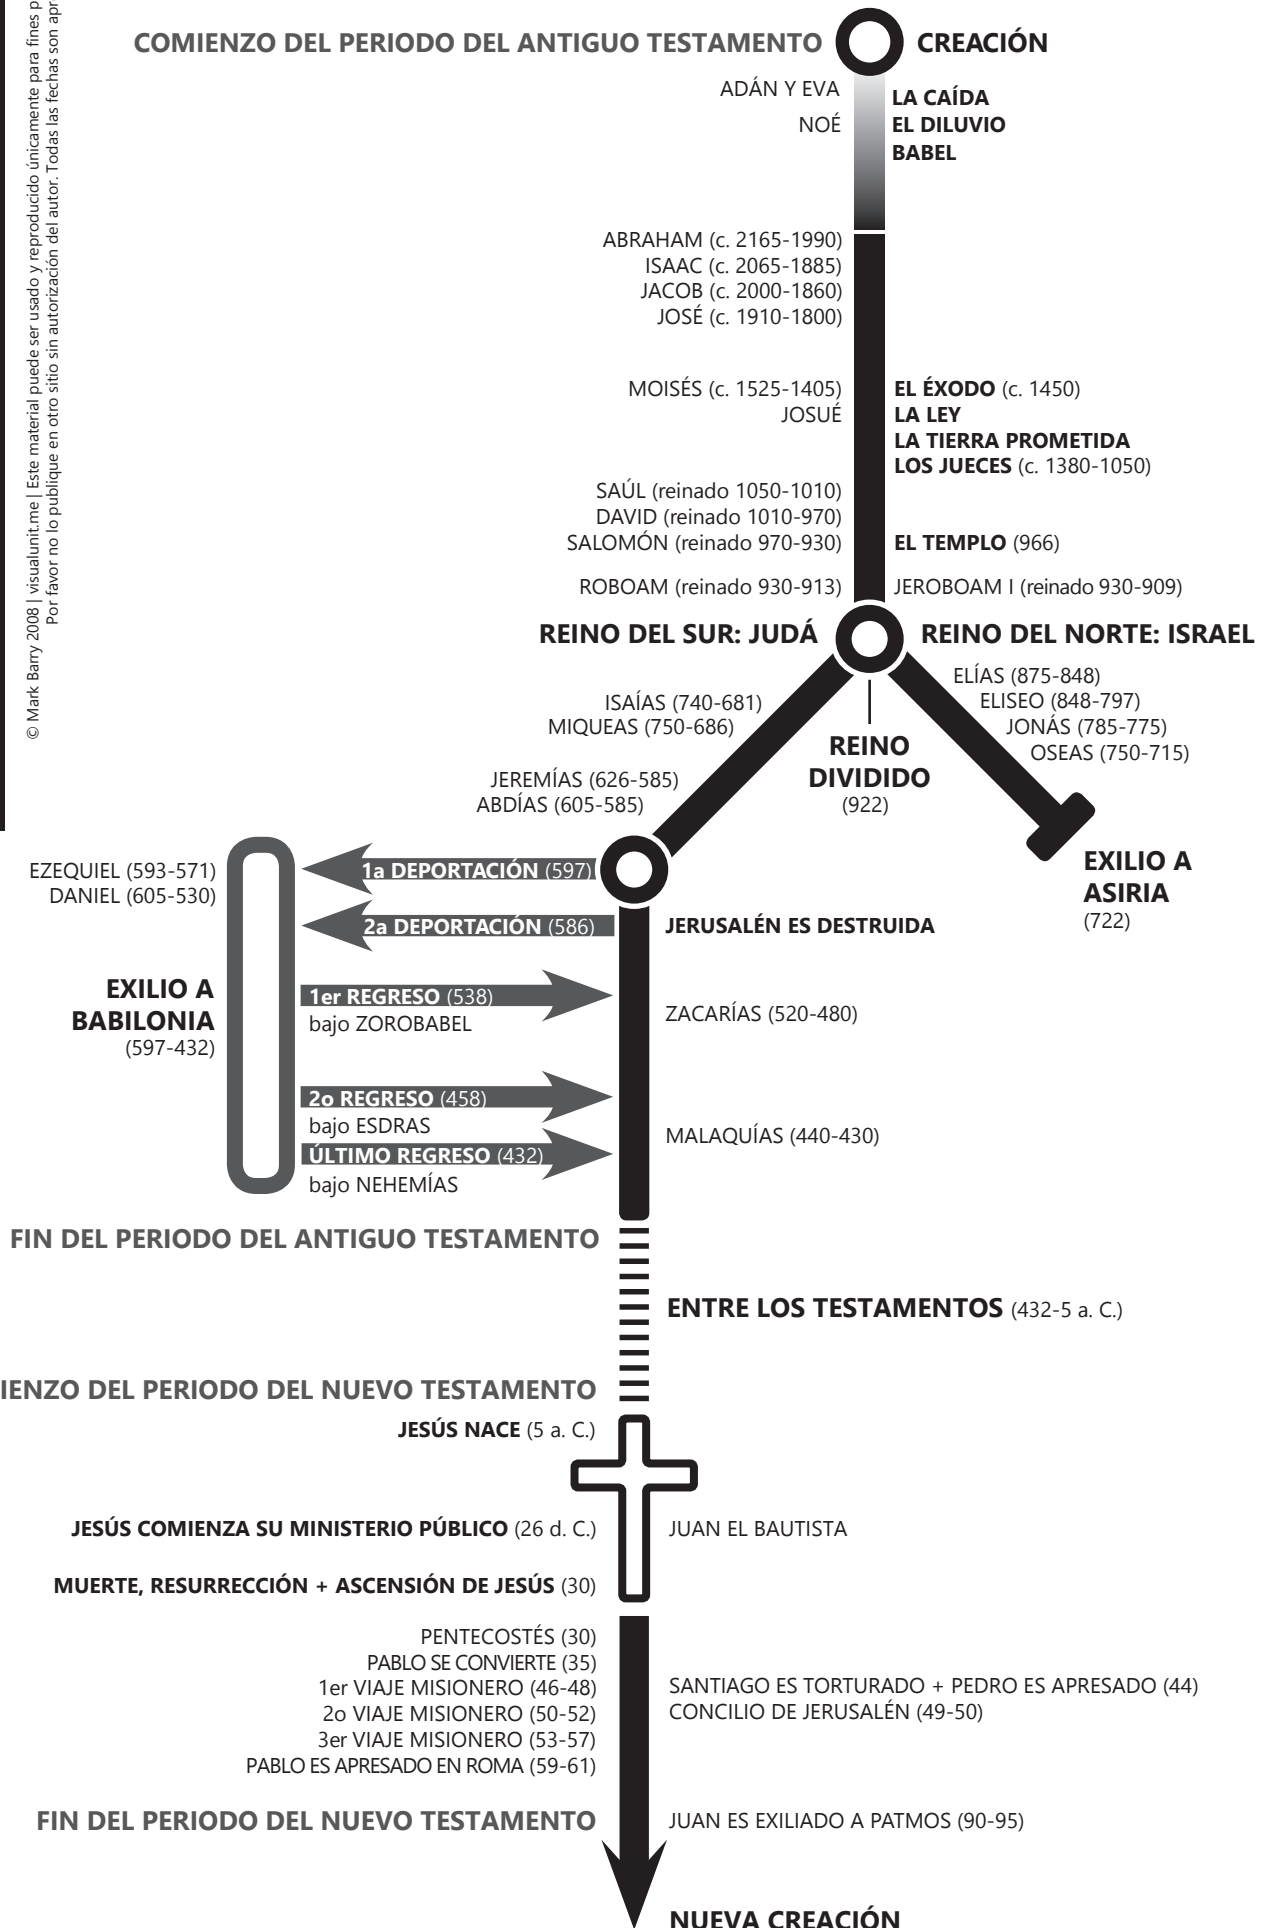 COMIENZO DEL PERIODO DEL ANTIGUO TESTAMENTO
CREACIÓN
ADÁN Y EVA
NOÉ
LA CAÍDA
EL DILUVIO
BABEL
ABRAHAM (c. 2165-1990)
ISAAC (c. 2065-1885)
JACOB (c. 2000-1860)
JOSÉ (c. 1910-1800)
MOISÉS (c. 1525-1405)
JOSUÉ
EL ÉXODO (c. 1450)
LA LEY
LA TIERRA PROMETIDA
LOS JUECES (c. 1380-1050)
SAÚL (reinado 1050-1010)
DAVID (reinado 1010-970)
SALOMÓN (reinado 970-930)
EL TEMPLO (966)
ROBOAM (reinado 930-913)
JEROBOAM I (reinado 930-909)
REINO DEL SUR: JUDÁ
REINO DEL NORTE: ISRAEL
ISAÍAS (740-681)
MIQUEAS (750-686)
JEREMÍAS (626-585)
ABDÍAS (605-585)
REINO
DIVIDIDO
(922)
ELÍAS (875-848)
ELISEO (848-797)
JONÁS (785-775)
OSEAS (750-715)
EXILIO A
ASIRIA
(722)
EZEQUIEL (593-571)
DANIEL (605-530)
1a DEPORTACIÓN (597)
2a DEPORTACIÓN (586)
JERUSALÉN ES DESTRUIDA
EXILIO A
BABILONIA
(597-432)
1er REGRESO (538)
bajo ZOROBABEL
ZACARÍAS (520-480)
2o REGRESO (458)
bajo ESDRAS
MALAQUÍAS (440-430)
ÚLTIMO REGRESO (432)
bajo NEHEMÍAS
FIN DEL PERIODO DEL ANTIGUO TESTAMENTO
ENTRE LOS TESTAMENTOS (432-5 a. C.)
IENZO DEL PERIODO DEL NUEVO TESTAMENTO
JESÚS NACE (5 a. C.)
JESÚS COMIENZA SU MINISTERIO PÚBLICO (26 d. C.)
JUAN EL BAUTISTA
MUERTE, RESURRECCIÓN + ASCENSIÓN DE JESÚS (30)
PENTECOSTÉS (30)
PABLO SE CONVIERTE (35)
1er VIAJE MISIONERO (46-48)
2o VIAJE MISIONERO (50-52)
3er VIAJE MISIONERO (53-57)
PABLO ES APRESADO EN ROMA (59-61)
SANTIAGO ES TORTURADO + PEDRO ES APRESADO (44)
CONCILIO DE JERUSALÉN (49-50)
FIN DEL PERIODO DEL NUEVO TESTAMENTO
JUAN ES EXILIADO A PATMOS (90-95)
NUEVA CREACIÓN
© Mark Barry 2008 | visualunit.me | Este material puede ser usado y reproducido únicamente para fines
Por favor no lo publique en otro sitio sin autorización del autor. Todas las fechas son